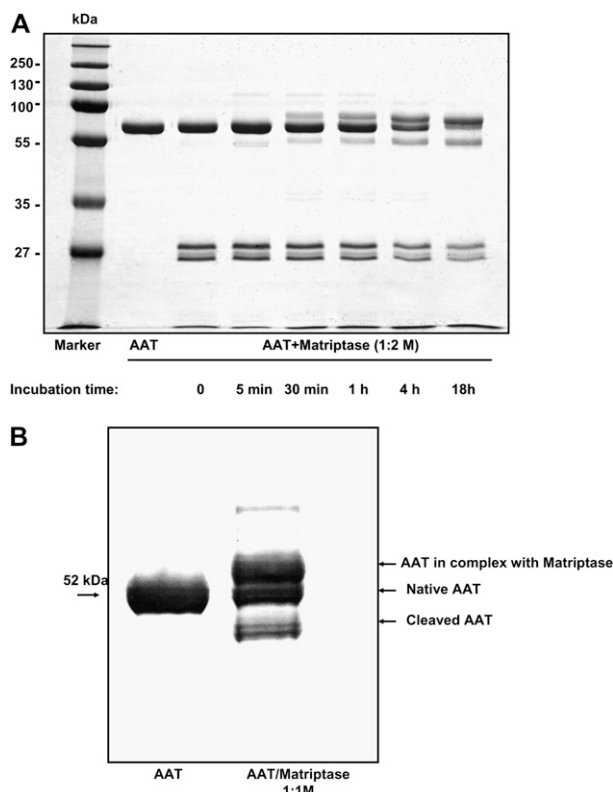 A
kDa
250-
130-
100-
55 -
35 -
27 -
Marker AAT AAT+Matriptase (1:2 M)
Incubation time: 0 5 min 30 min 1 h 4 h 18h
B
52 kDa
AAT in complex with Matriptase
Native AAT
Cleaved AAT
AAT AAT/Matriptase
1:1M